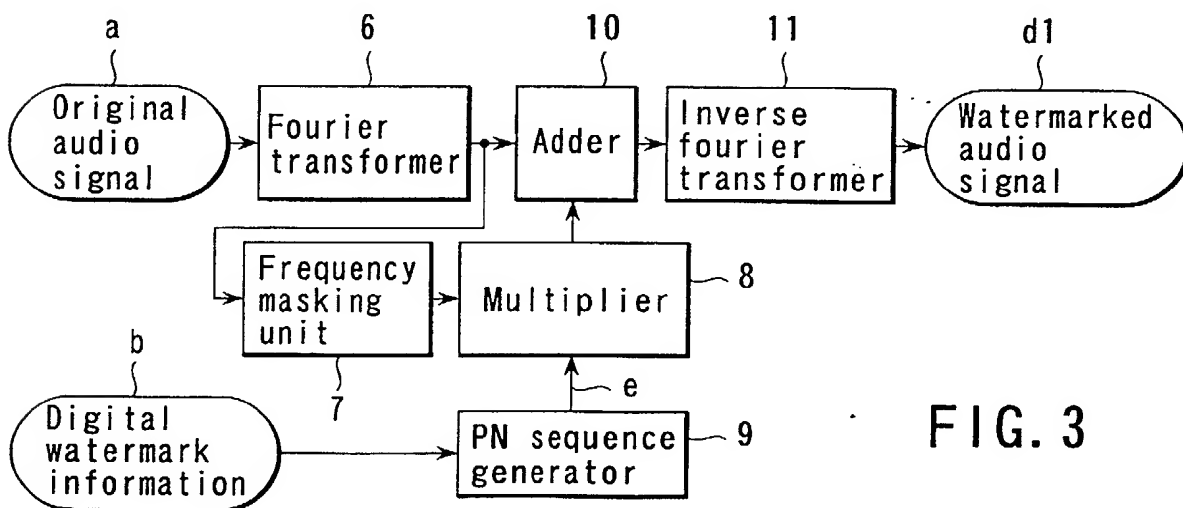 a
6
10
11
d1
Original
audio
signal
Fourier
transformer
Adder
Inverse
fourier
transformer
Watermarked
audio
signal
Frequency
masking
unit
7
Multiplier
8
b
Digital
watermark
information
e
PN sequence
generator
9
FIG. 3